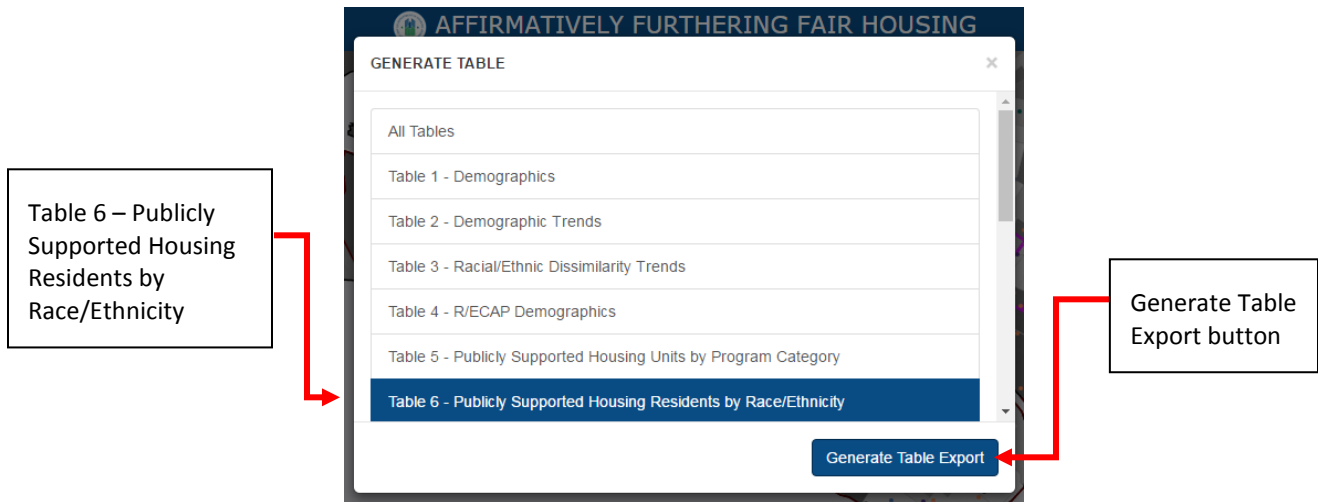 AFFIRMATIVELY FURTHERING FAIR HOUSING
GENERATE TABLE
×
All Tables
Table 1 - Demographics
Table 2 - Demographic Trends
Table 3 - Racial/Ethnic Dissimilarity Trends
Table 4 - R/ECAP Demographics
Table 5 - Publicly Supported Housing Units by Program Category
Table 6 - Publicly Supported Housing Residents by Race/Ethnicity
Generate Table Export
Table 6 – Publicly
Supported Housing
Residents by
Race/Ethnicity
Generate Table
Export button